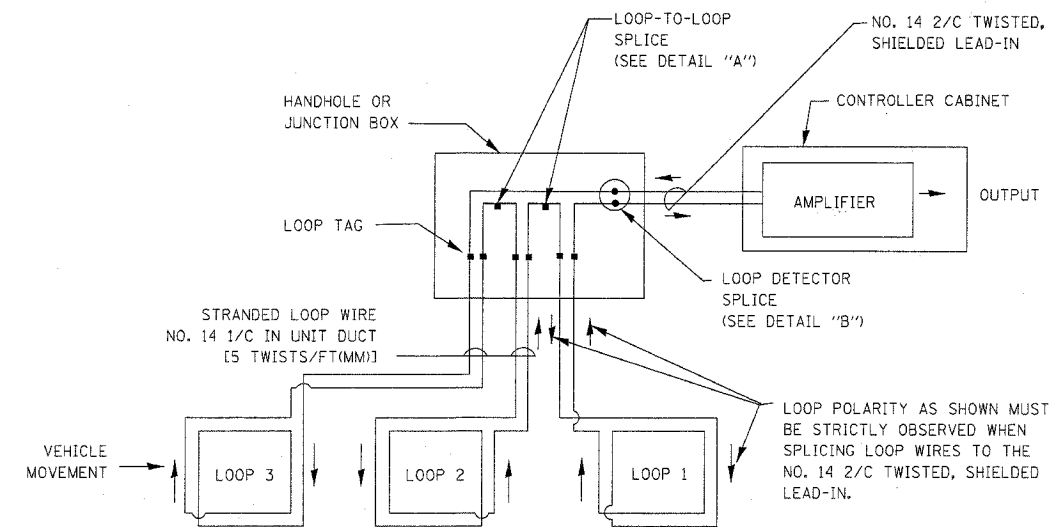 LOOP-TO-LOOP
SPLICE
(SEE DETAIL "A")
NO. 14 2/C TWISTED,
SHIELDED LEAD-IN
HANDHOLE OR
JUNCTION BOX
CONTROLLER CABINET
AMPLIFIER
OUTPUT
LOOP TAG
LOOP DETECTOR
SPLICE
(SEE DETAIL "B")
STRANDED LOOP WIRE
NO. 14 1/C IN UNIT DUCT
[5 TWISTS/FT(MM)]
LOOP POLARITY AS SHOWN MUST
BE STRICTLY OBSERVED WHEN
SPLICING LOOP WIRES TO THE
NO. 14 2/C TWISTED, SHIELDED
LEAD-IN.
VEHICLE
MOVEMENT
LOOP 3
LOOP 2
LOOP 1